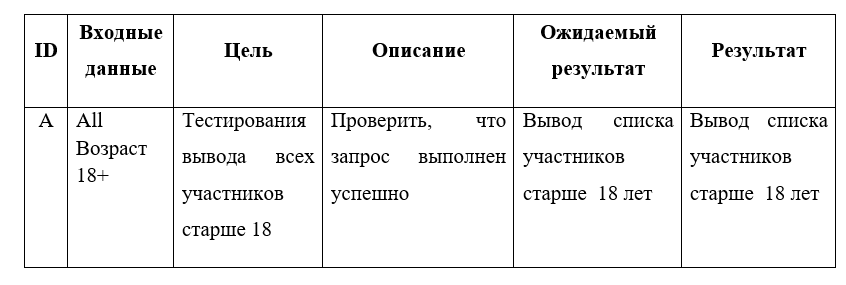 ID
Входные
данные
Цель
Описание
Ожидаемый
результат
Результат
A
All
Возраст
18+
Тестирования
вывода всех
участников
старше 18
Проверить, что
запрос выполнен
успешно
Вывод списка
участников
старше 18 лет
Вывод списка
участников
старше 18 лет